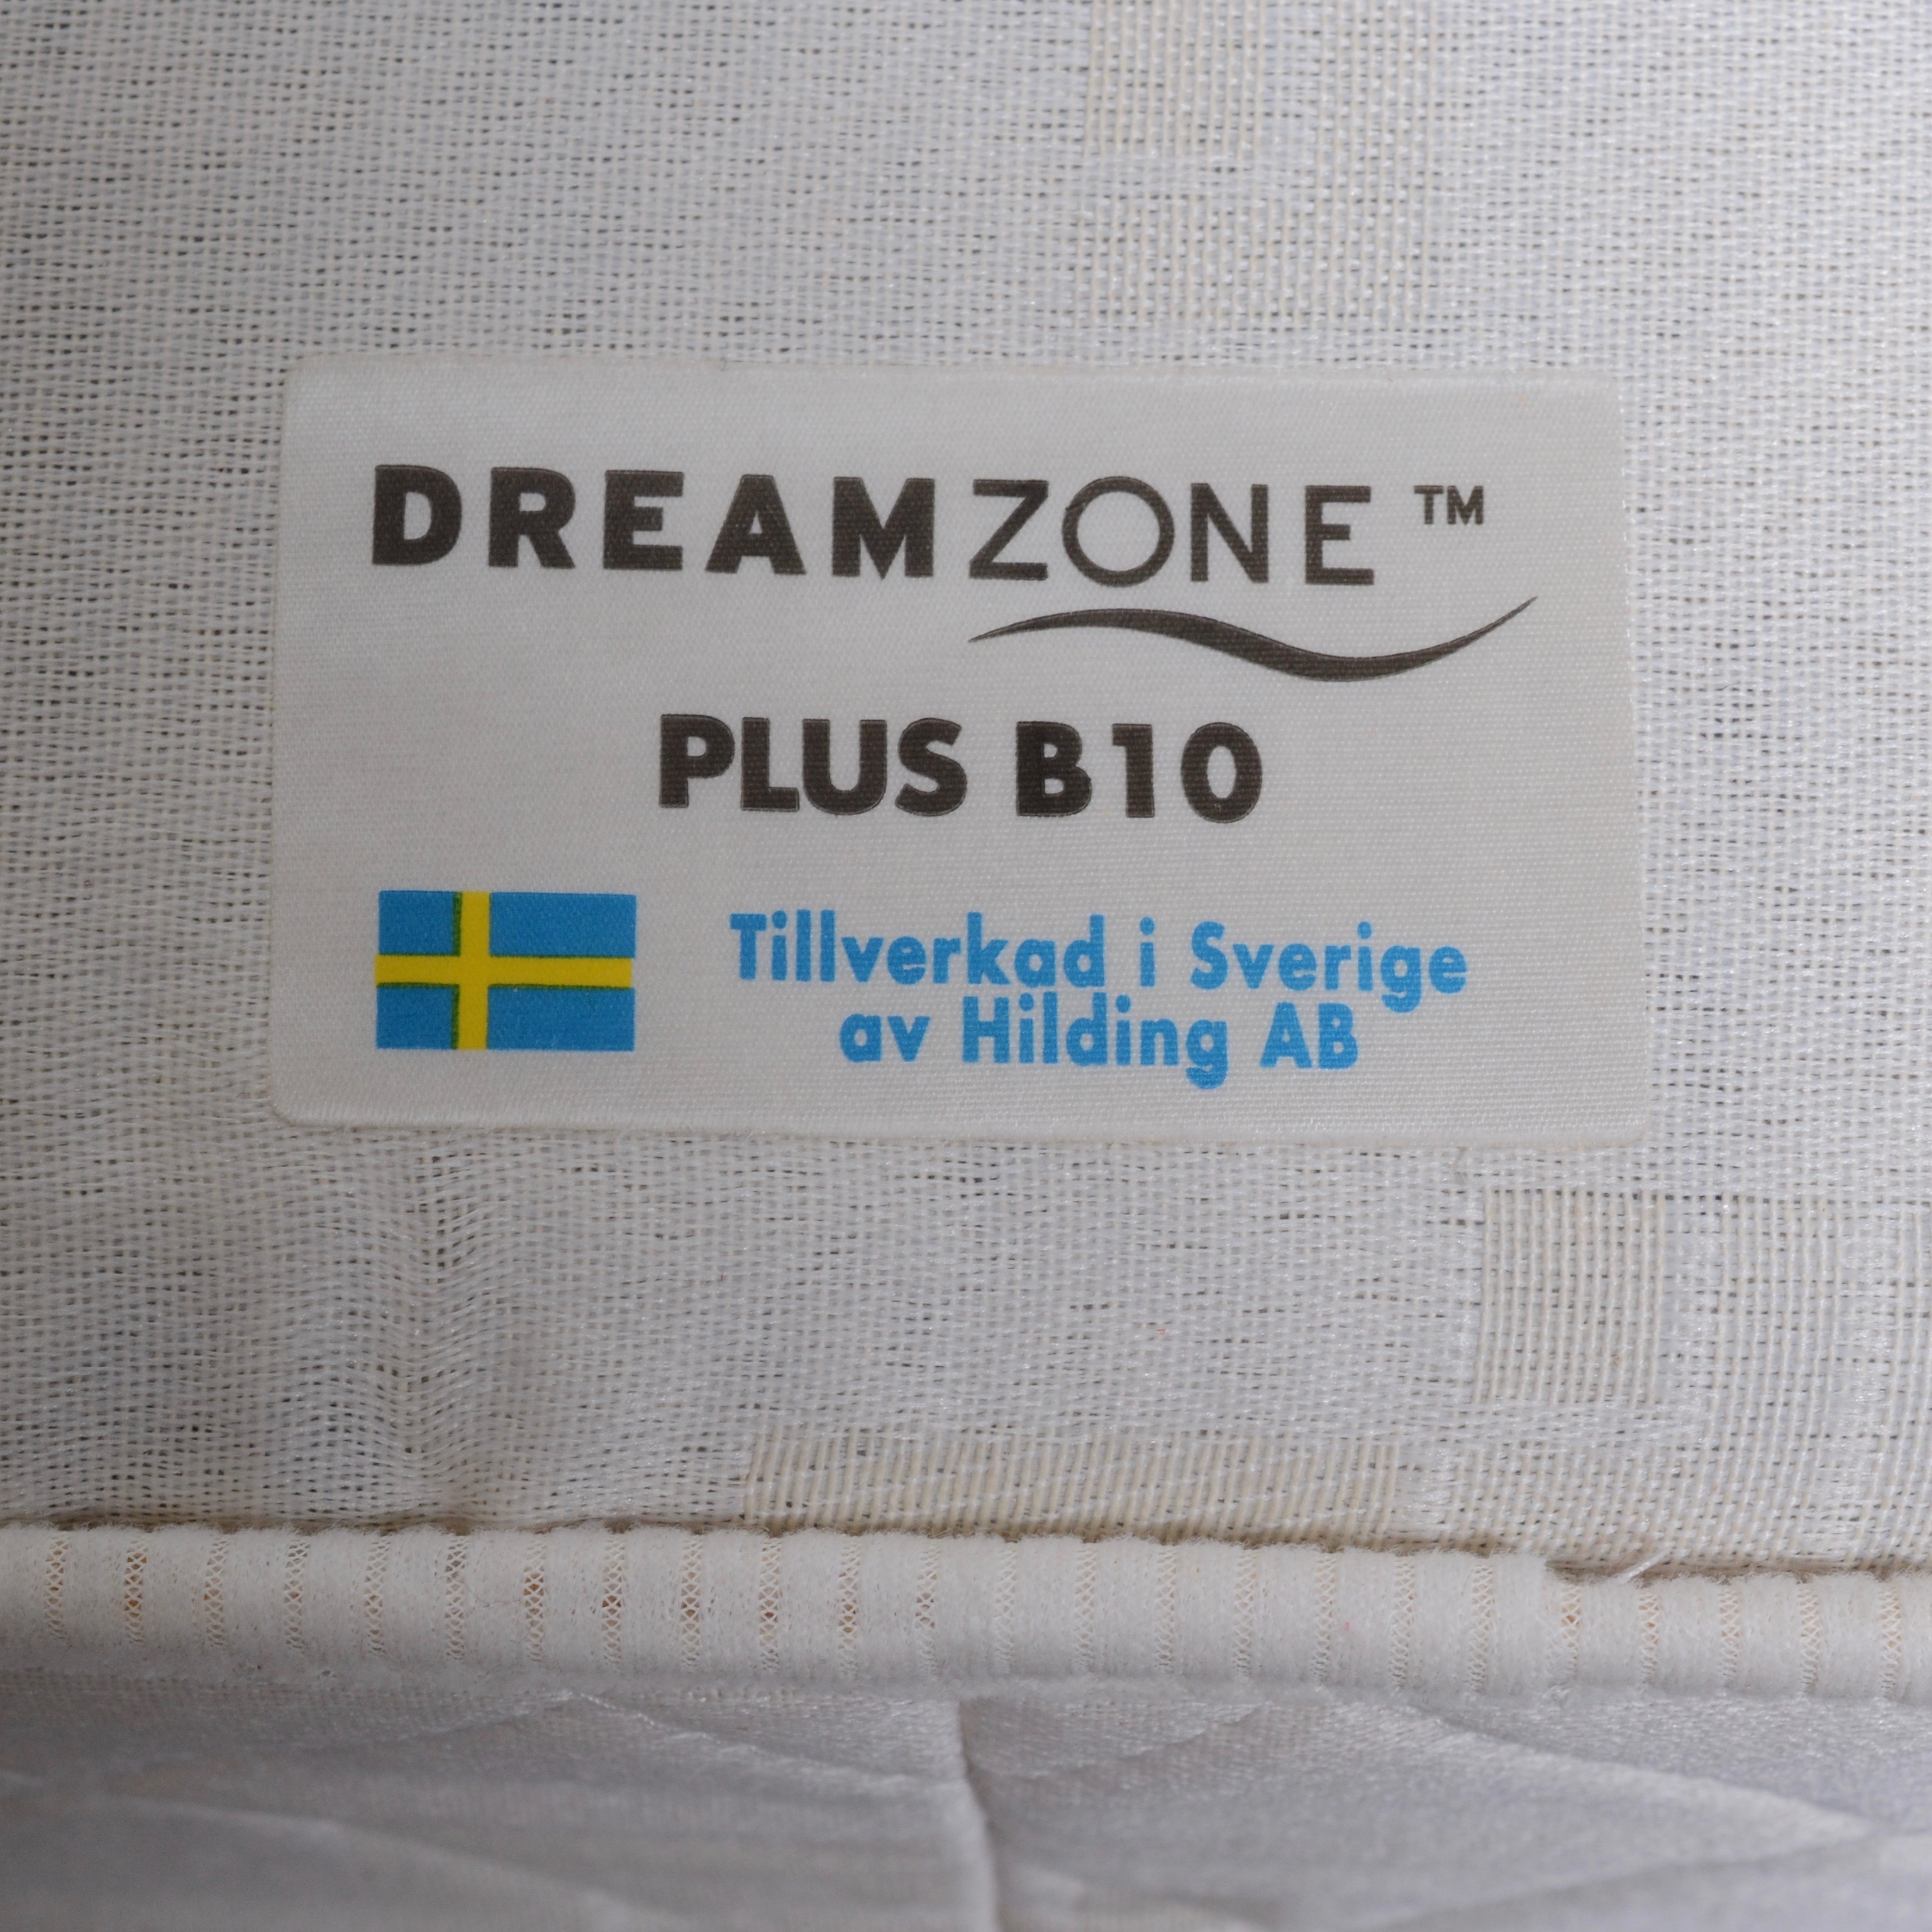 DREAMZONE™
PLUS B10
Tillverkad i Sverige
av Hilding AB